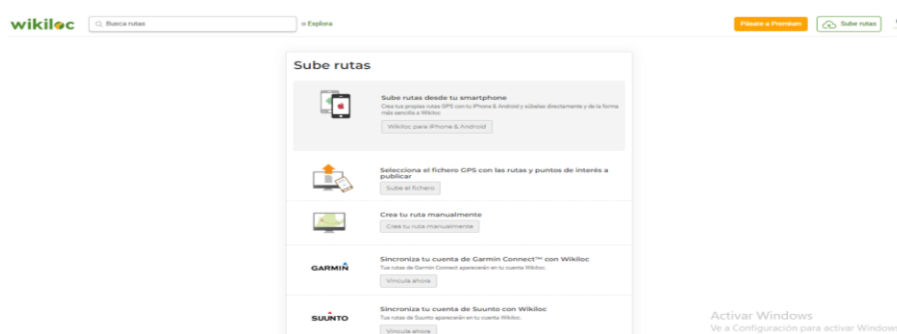 wikiloc
Busca rutas
o Explora
Pásate a Premium
Sube rutas
Sube rutas
Sube rutas desde tu smartphone
Crea tus propias rutas GPS con tu iPhone & Android y súbelas directamente y de la forma
más sencilla a Wikiloc
Wikiloc para iPhone & Android
Selecciona el fichero GPS con las rutas y puntos de interés a
publicar
Sube el fichero
Crea tu ruta manualmente
Crea tu ruta manualmente
GARMIN
Sincroniza tu cuenta de Garmin Connect™ con Wikiloc
Tus rutas de Garmin Connect aparecerán en tu cuenta Wikiloc.
Vincula ahora
SUUNTO
Sincroniza tu cuenta de Suunto con Wikiloc
Tus rutas de Suunto aparecerán en tu cuenta Wikiloc.
Vincula ahora
Activar Windows
Ve a Configuración para activar Windows